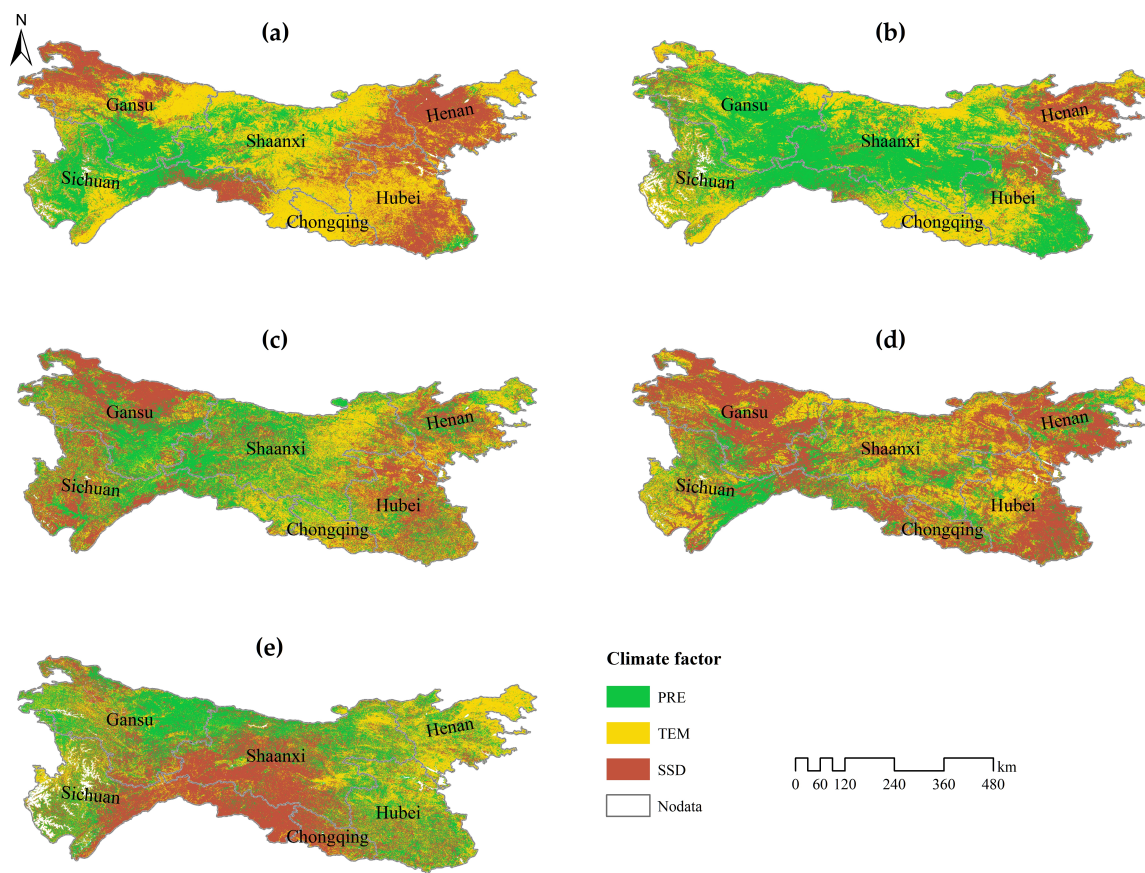 N
(a)
Gansu
Henan
Shaanxi
Sichuan
Hubei
Chongqing
(b)
Gansu
Henan
Shaanxi
Sichuan
Hubei
Chongqing
(c)
Gansu
Henan
Shaanxi
Sichuan
Hubei
Chongqing
(d)
Gansu
Henan
Shaanxi
Sichuan
Hubei
Chongqing
(e)
Gansu
Henan
Shaanxi
Sichuan
Hubei
Chongqing
Climate factor
PRE
TEM
SSD
Nodata
km
0 60 120 240 360 480